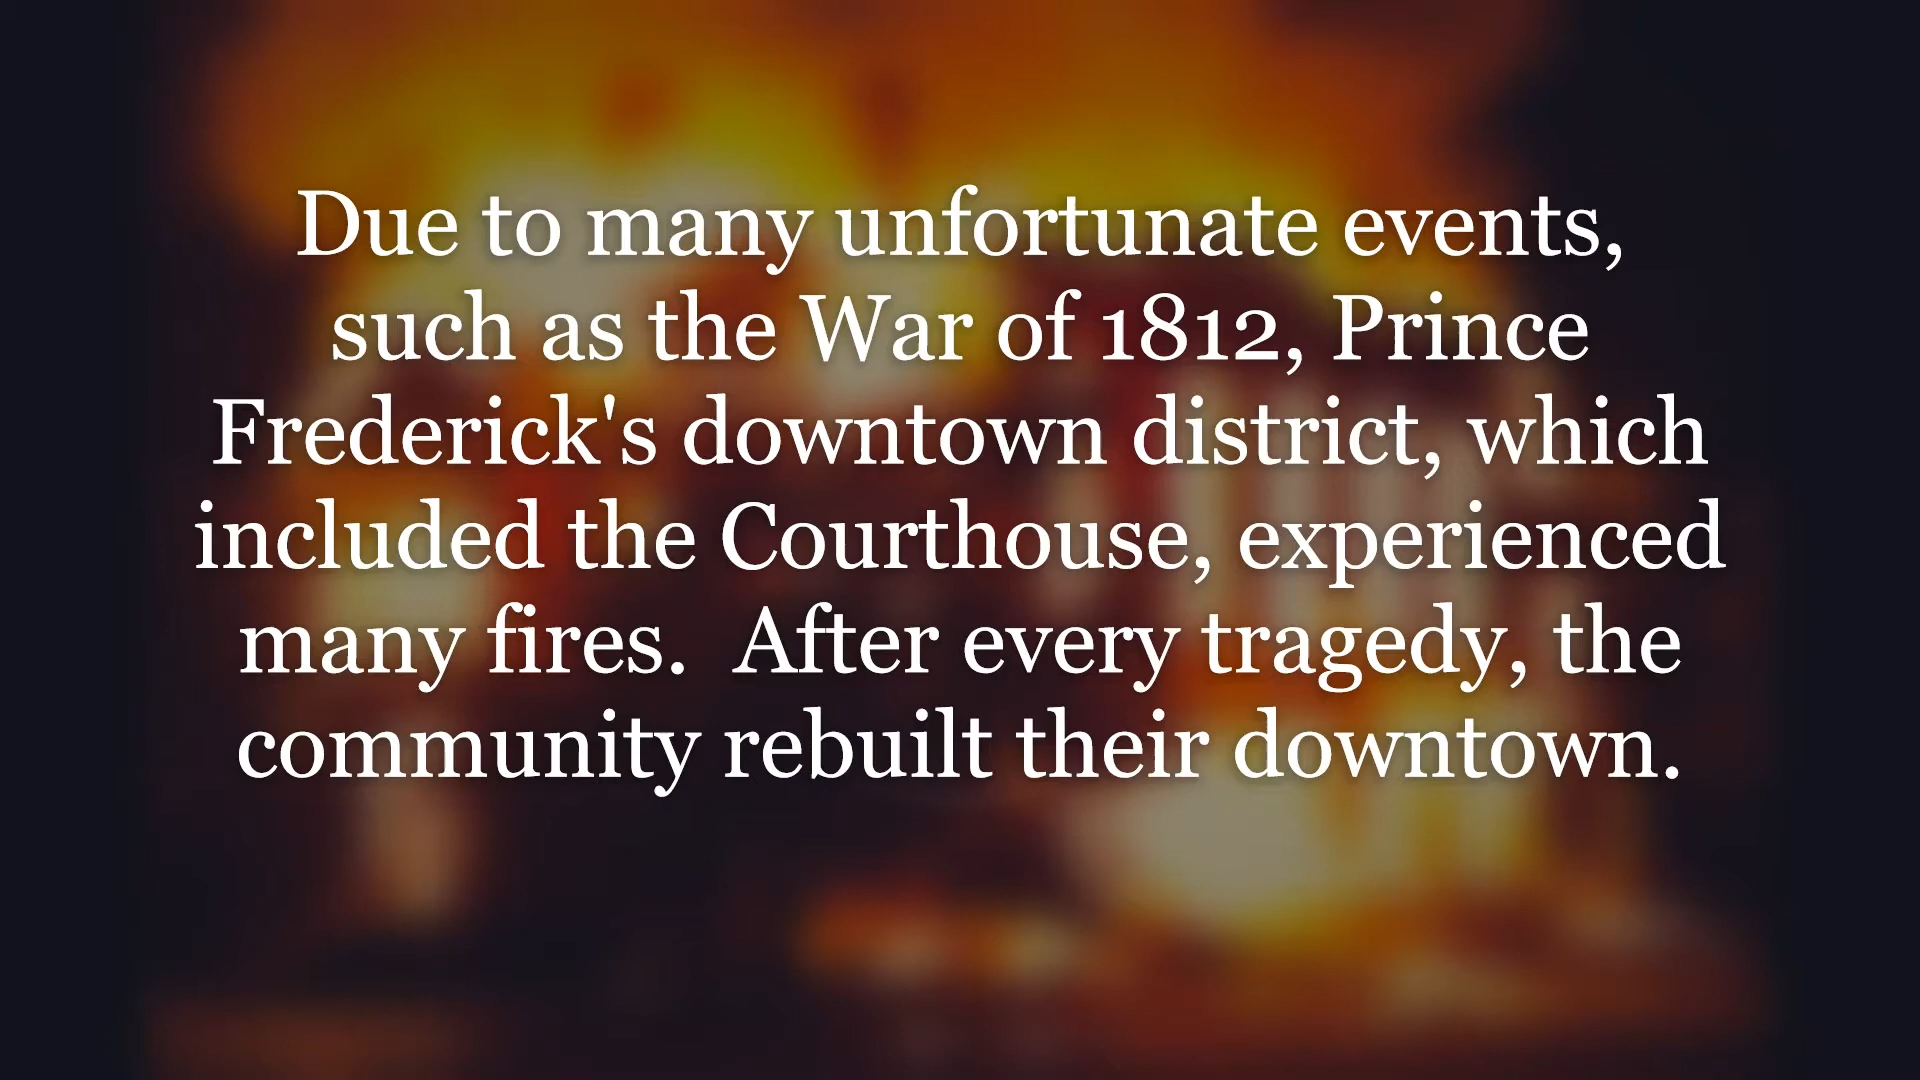 Due to many unfortunate events,
such as the War of 1812, Prince
Frederick's downtown district, which
included the Courthouse, experienced
many fires.  After every tragedy, the
community rebuilt their downtown.